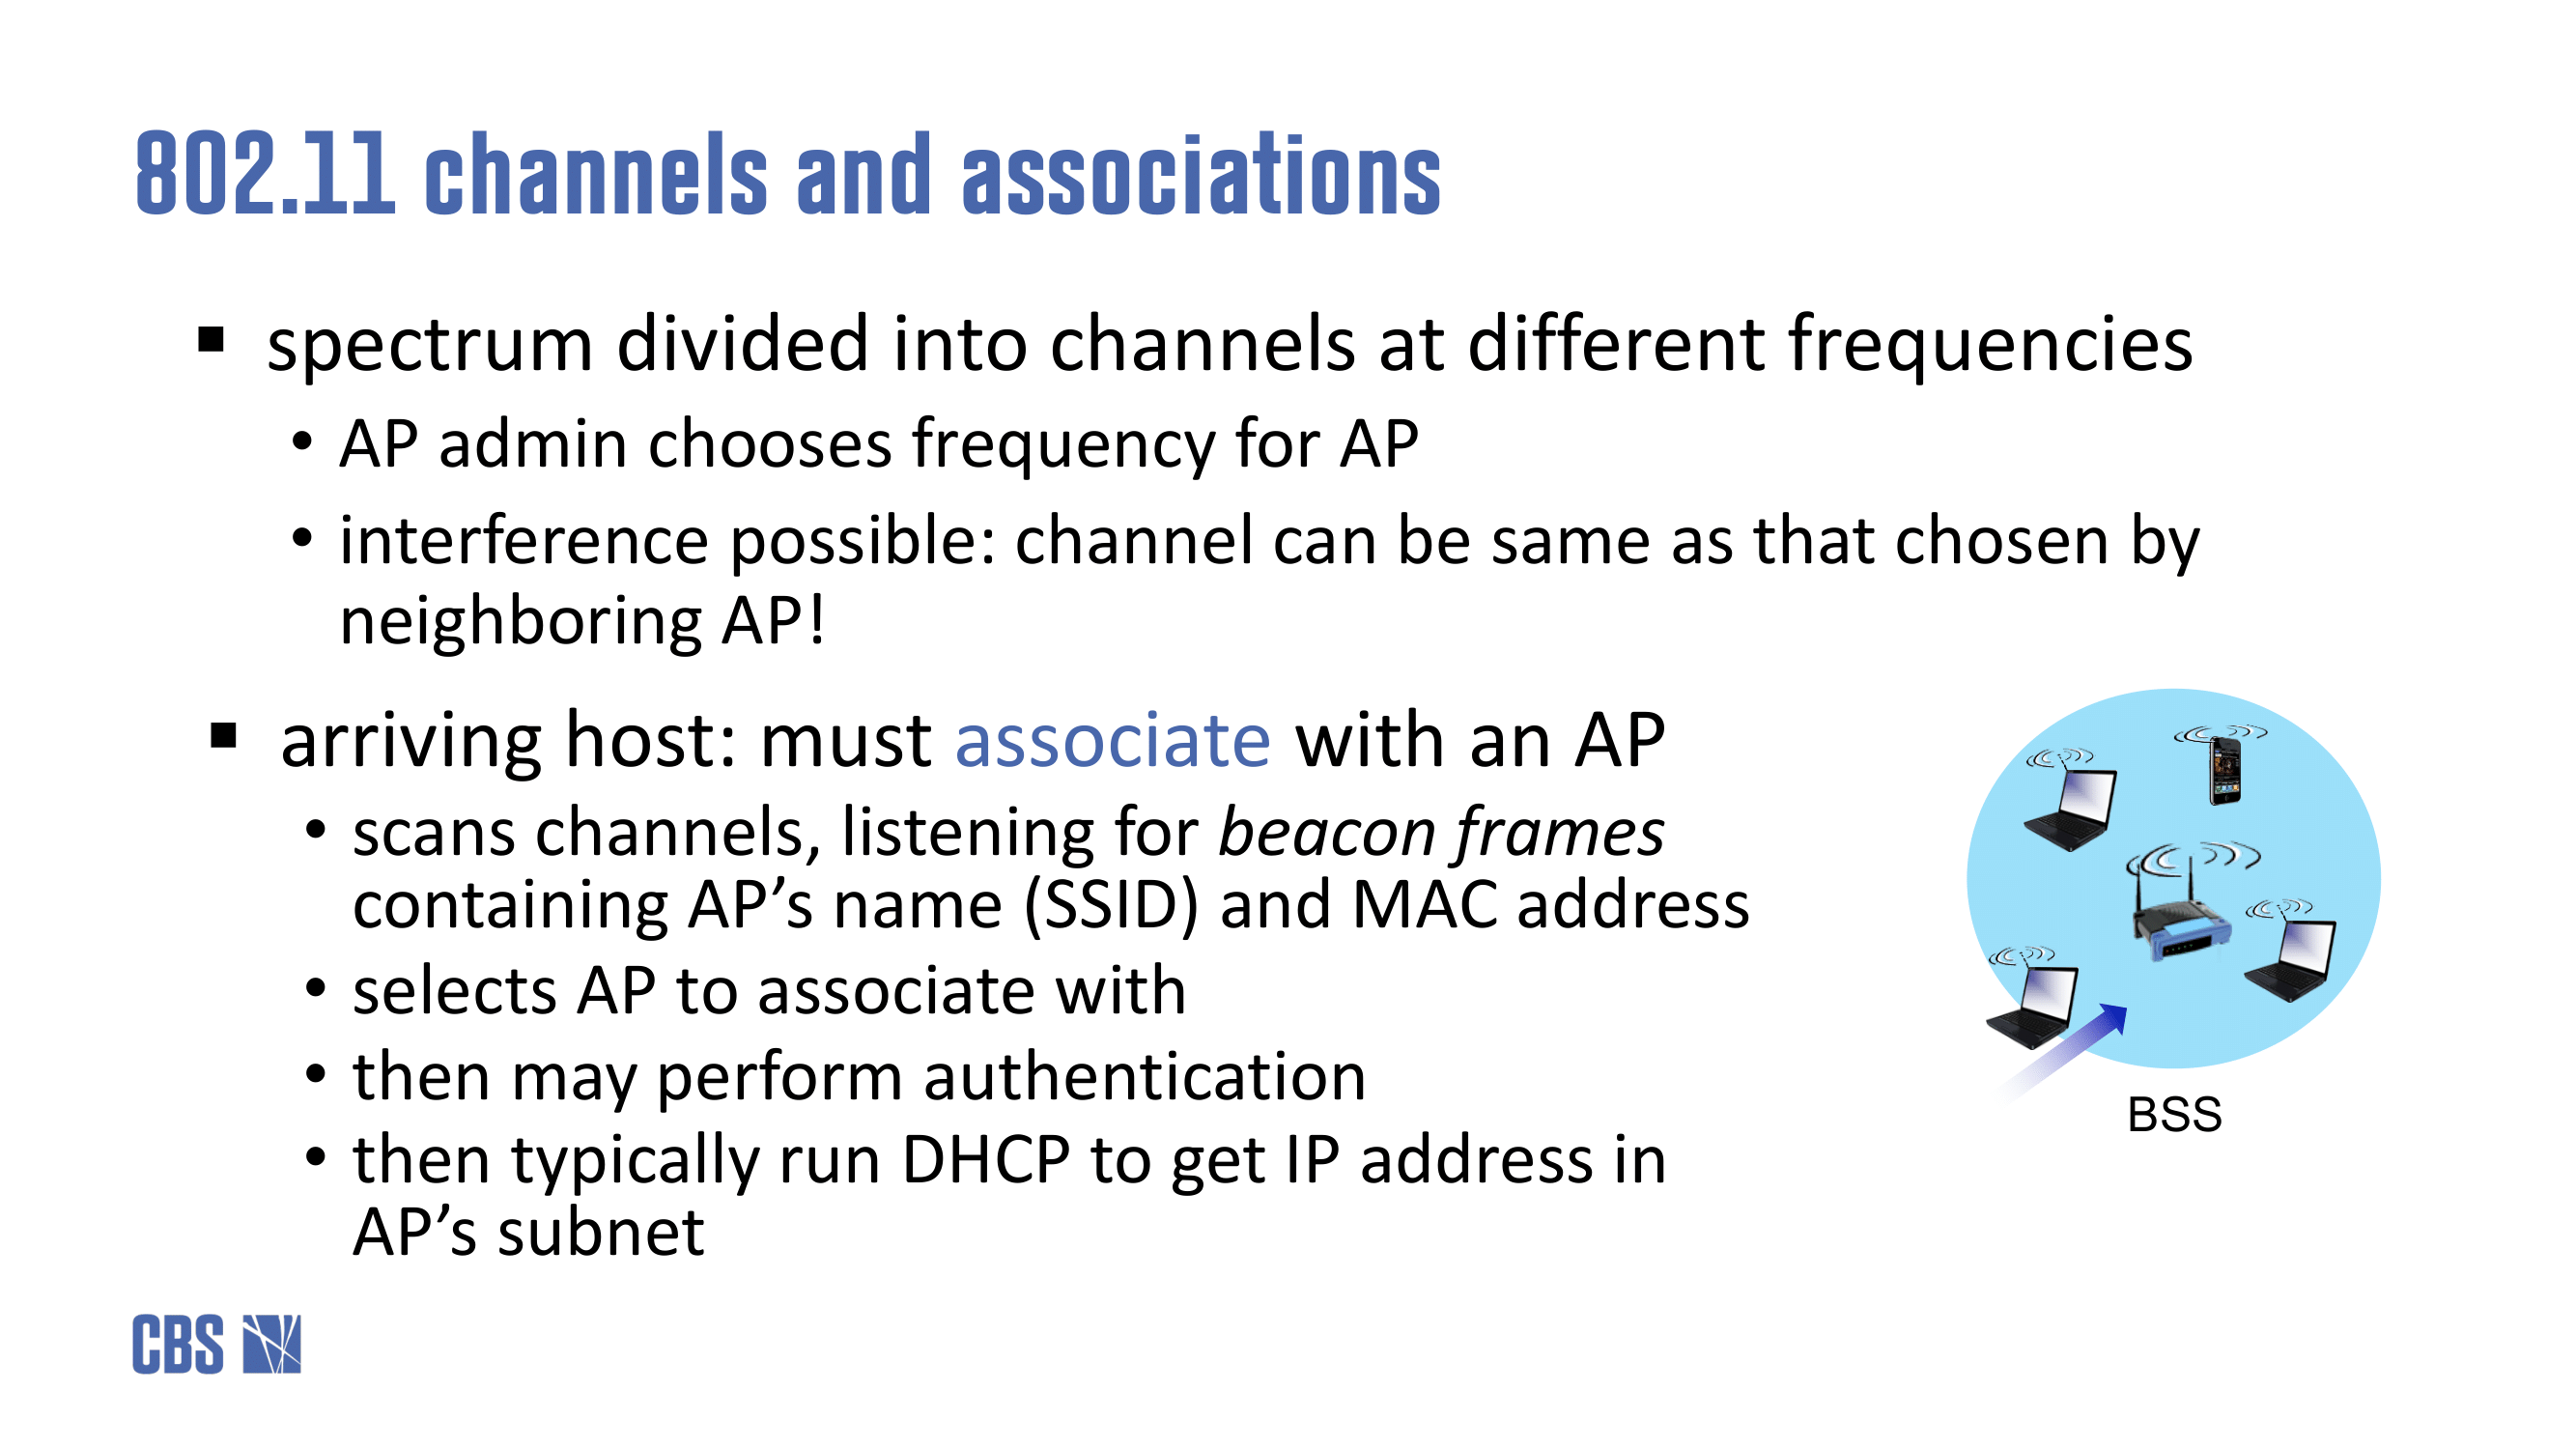 802.11 channels and associations
▪ spectrum divided into channels at different frequencies
• AP admin chooses frequency for AP
• interference possible: channel can be same as that chosen by
neighboring AP!
▪ arriving host: must associate with an AP
• scans channels, listening for beacon frames
containing AP’s name (SSID) and MAC address
• selects AP to associate with
• then may perform authentication
• then typically run DHCP to get IP address in
AP’s subnet
BSS
CBS